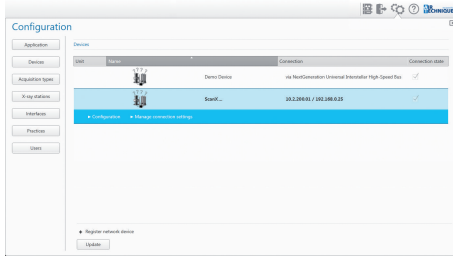 TECHNIQUE
Configuration
Application
Devices
Acquisition types
X-ray stations
Interfaces
Practices
Users
Devices
Unit Name Connection Connection state
Demo Device via NextGeneration Universal Interstellar High-Speed Bus
ScanX... 10.2.200.01 / 192.168.0.25
Configuration Manage connection settings
Register network device
Update